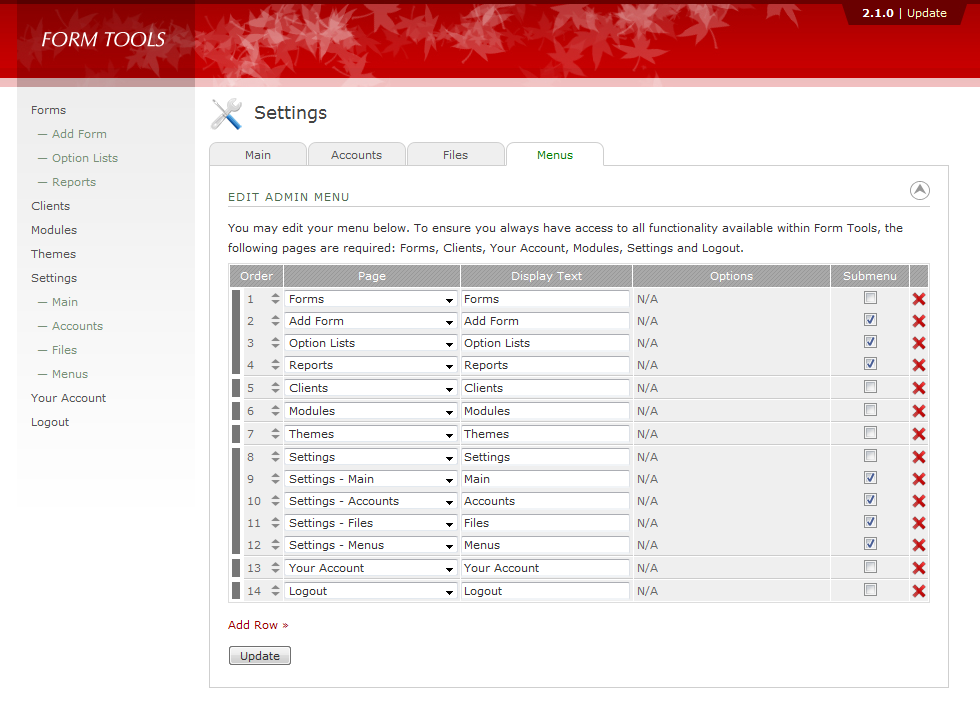 2.1.0 | Update
FORM TOOLS
Forms
— Add Form
— Option Lists
— Reports
Clients
Modules
Themes
Settings
— Main
— Accounts
— Files
— Menus
Your Account
Logout
Settings
Main Accounts Files Menus
EDIT ADMIN MENU
You may edit your menu below. To ensure you always have access to all functionality available within Form Tools, the
following pages are required: Forms, Clients, Your Account, Modules, Settings and Logout.
Order Page Display Text Options Submenu
1 Forms Forms N/A
2 Add Form Add Form N/A
3 Option Lists Option Lists N/A
4 Reports Reports N/A
5 Clients Clients N/A
6 Modules Modules N/A
7 Themes Themes N/A
8 Settings Settings N/A
9 Settings - Main Main N/A
10 Settings - Accounts Accounts N/A
11 Settings - Files Files N/A
12 Settings - Menus Menus N/A
13 Your Account Your Account N/A
14 Logout Logout N/A
Add Row »
Update